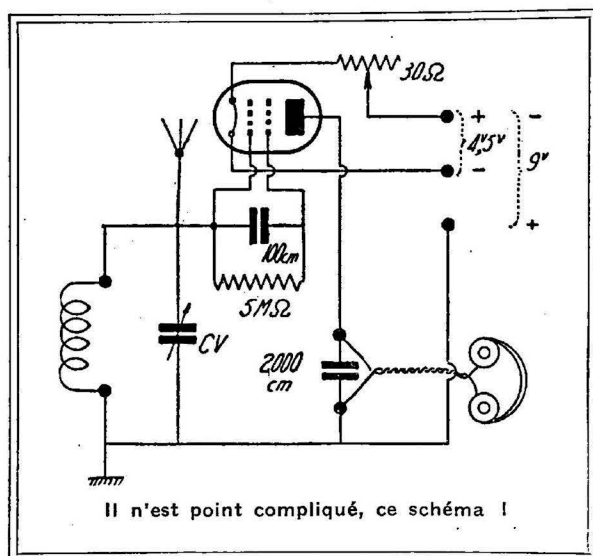 30Ω
+ -
4,5v 9v
- +
100cm
5MΩ
CV
2000
cm
Il n'est point compliqué, ce schéma !